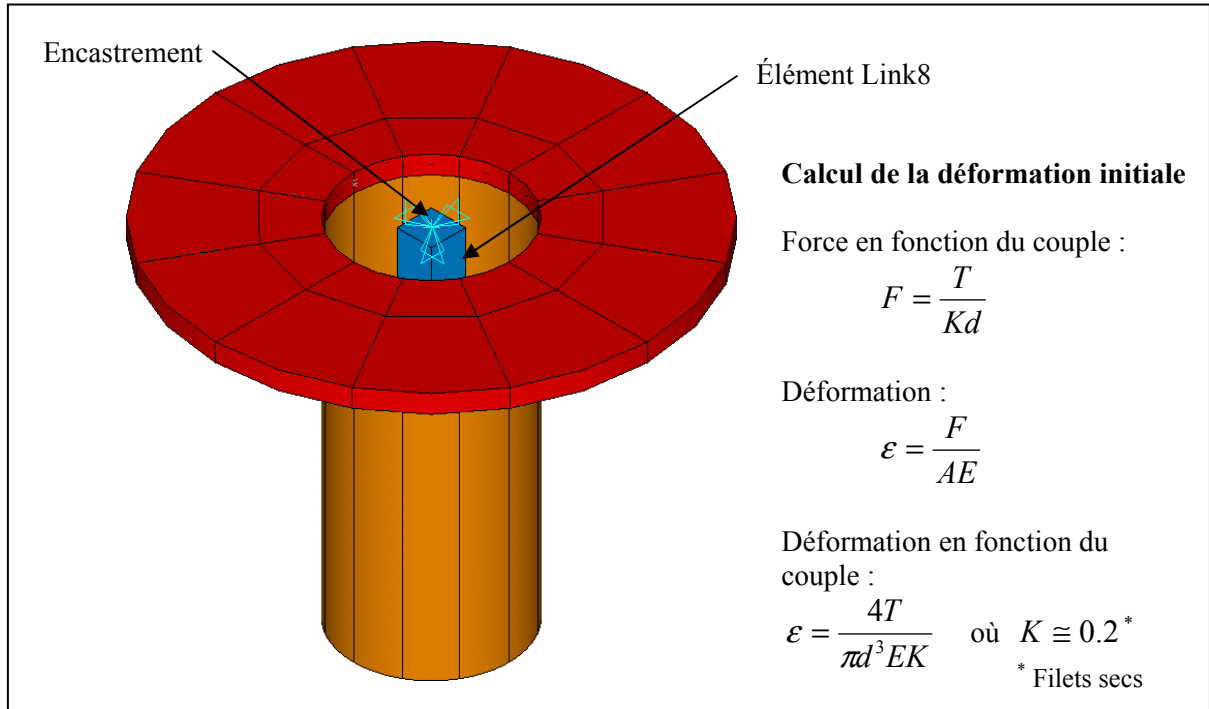 Encastrement
Élément Link8
Calcul de la déformation initiale
Force en fonction du couple :
F = T / Kd
Déformation :
ε = F / AE
Déformation en fonction du
couple :
ε = 4T / πd³EK où K ≅ 0.2 *
* Filets secs